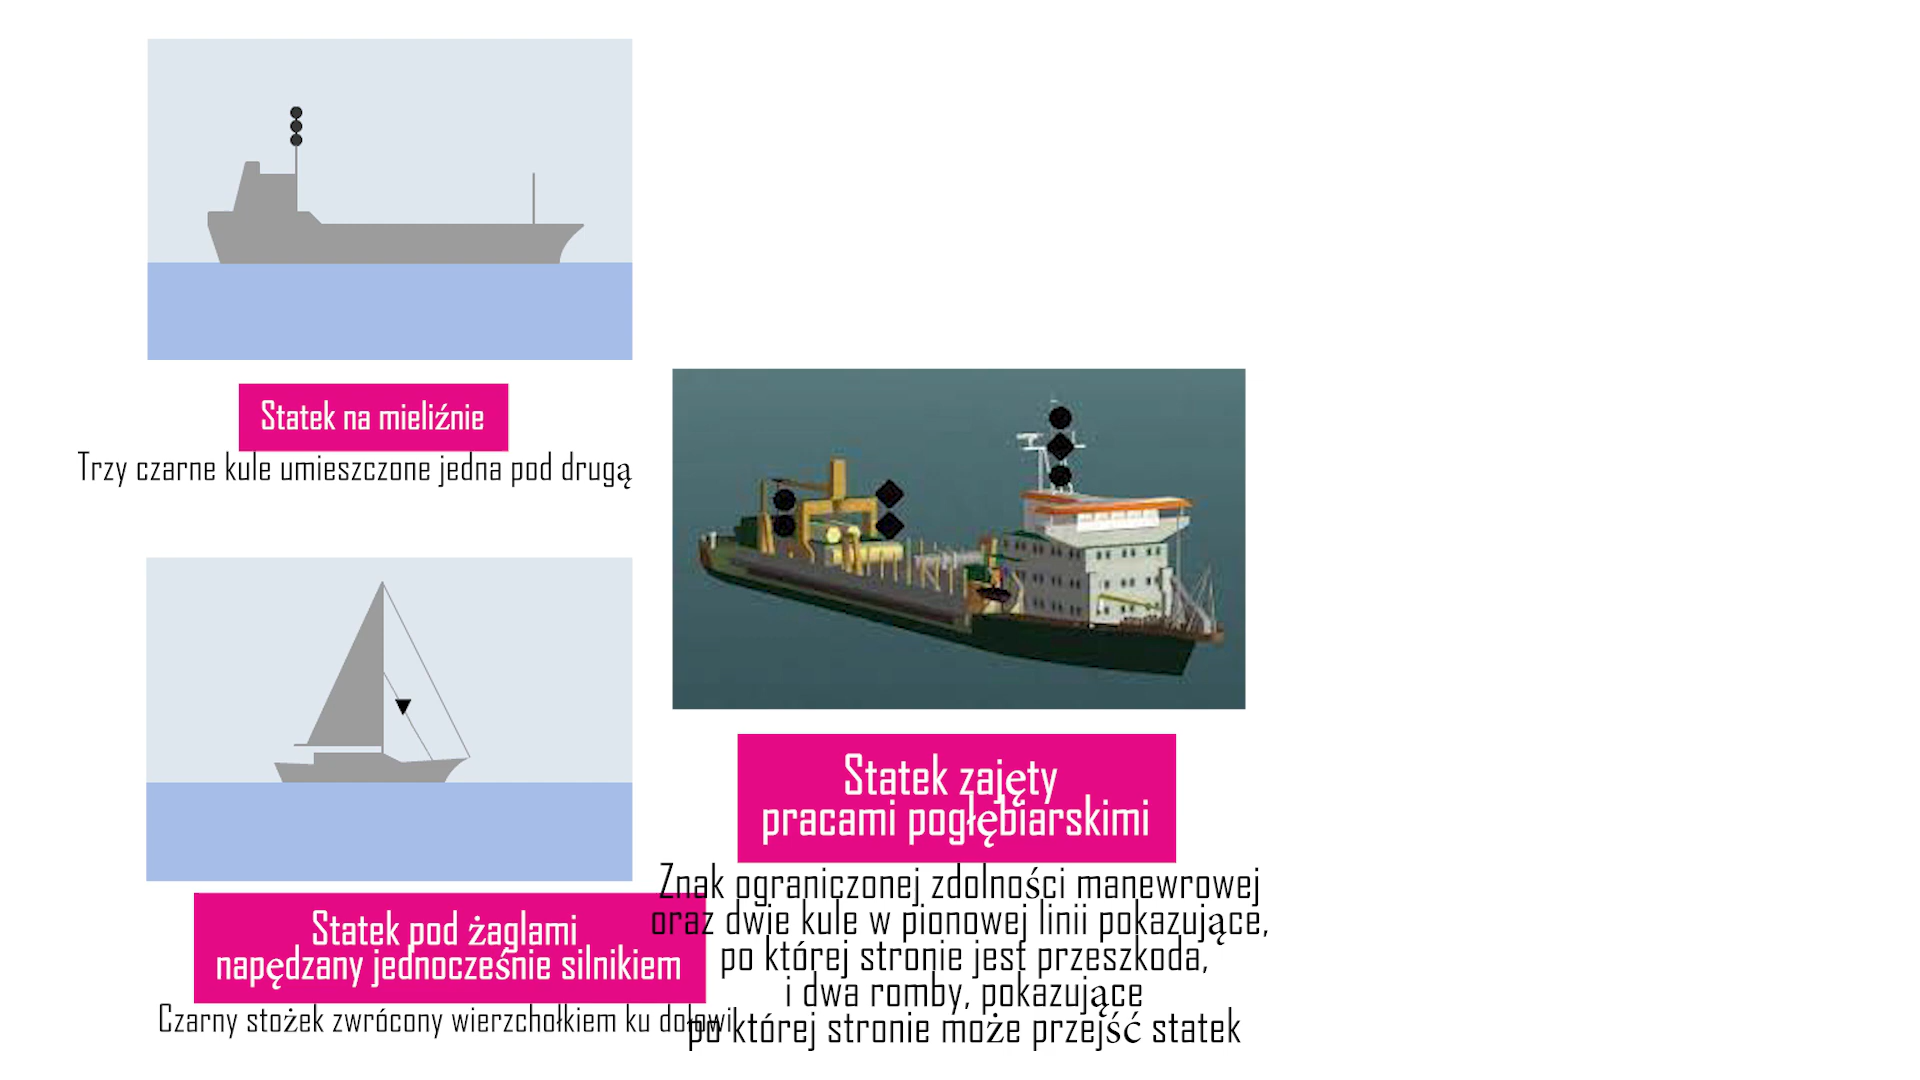 Statek na mieliźnie
Trzy czarne kule umieszczone jedna pod drugą
Statek pod żaglami
napędzany jednocześnie silnikiem
Czarny stożek zwrócony wierzchołkiem ku dołowi
Statek zajęty
pracami pogłębiarskimi
Znak ograniczonej zdolności manewrowej
oraz dwie kule w pionowej linii pokazujące,
po której stronie jest przeszkoda,
i dwa romby, pokazujące
po której stronie może przejść statek